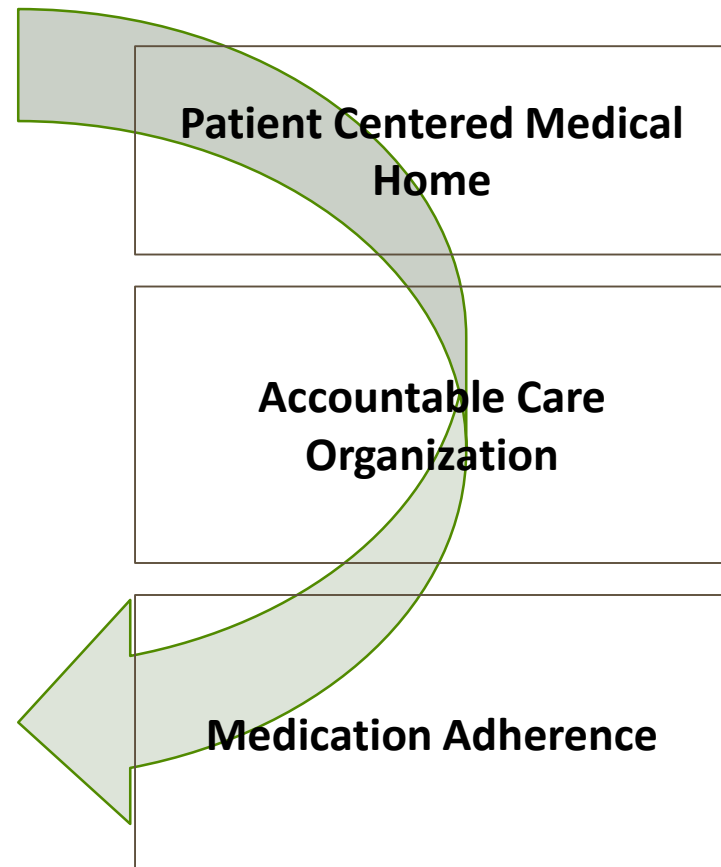 Patient Centered Medical
Home
Accountable Care
Organization
Medication Adherence